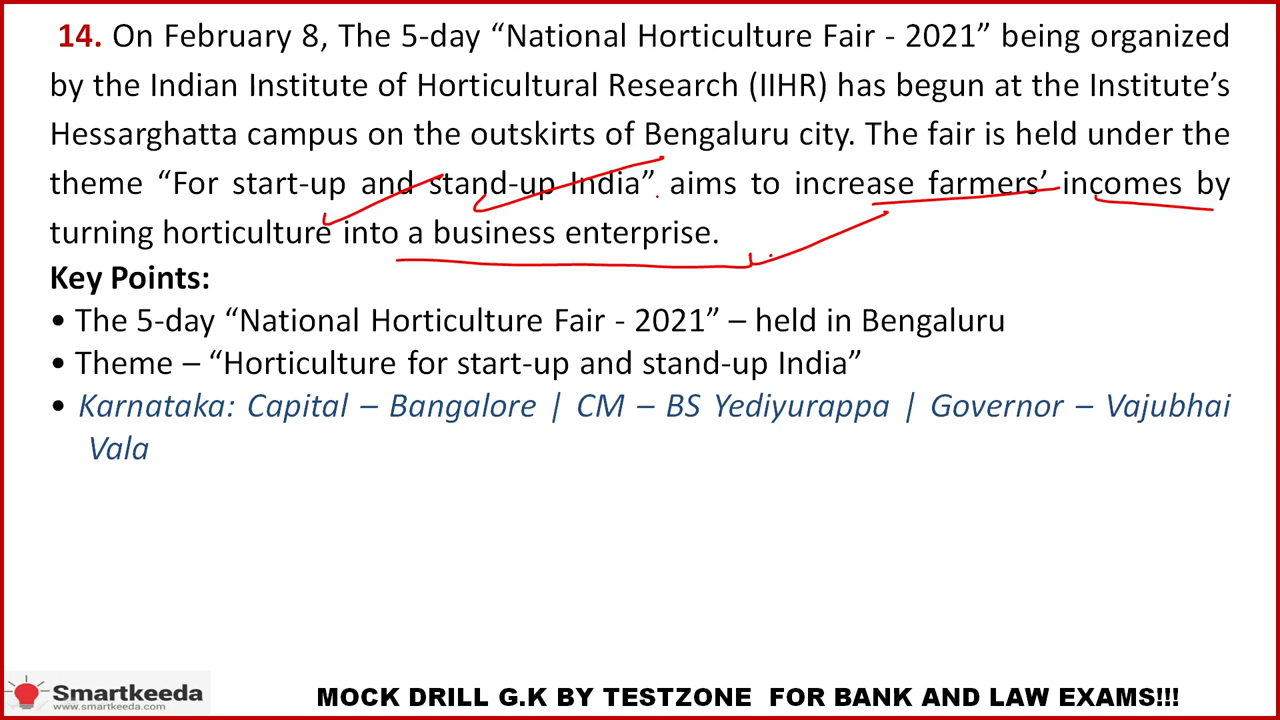 14. On February 8, The 5-day “National Horticulture Fair - 2021” being organized
by the Indian Institute of Horticultural Research (IIHR) has begun at the Institute’s
Hessarghatta campus on the outskirts of Bengaluru city. The fair is held under the
theme “For start-up and stand-up India” aims to increase farmers’ incomes by
turning horticulture into a business enterprise.
Key Points:
• The 5-day “National Horticulture Fair - 2021” – held in Bengaluru
• Theme – “Horticulture for start-up and stand-up India”
• Karnataka: Capital – Bangalore | CM – BS Yediyurappa | Governor – Vajubhai
Vala
Smartkeeda
www.smartkeeda.com
MOCK DRILL G.K BY TESTZONE FOR BANK AND LAW EXAMS!!!